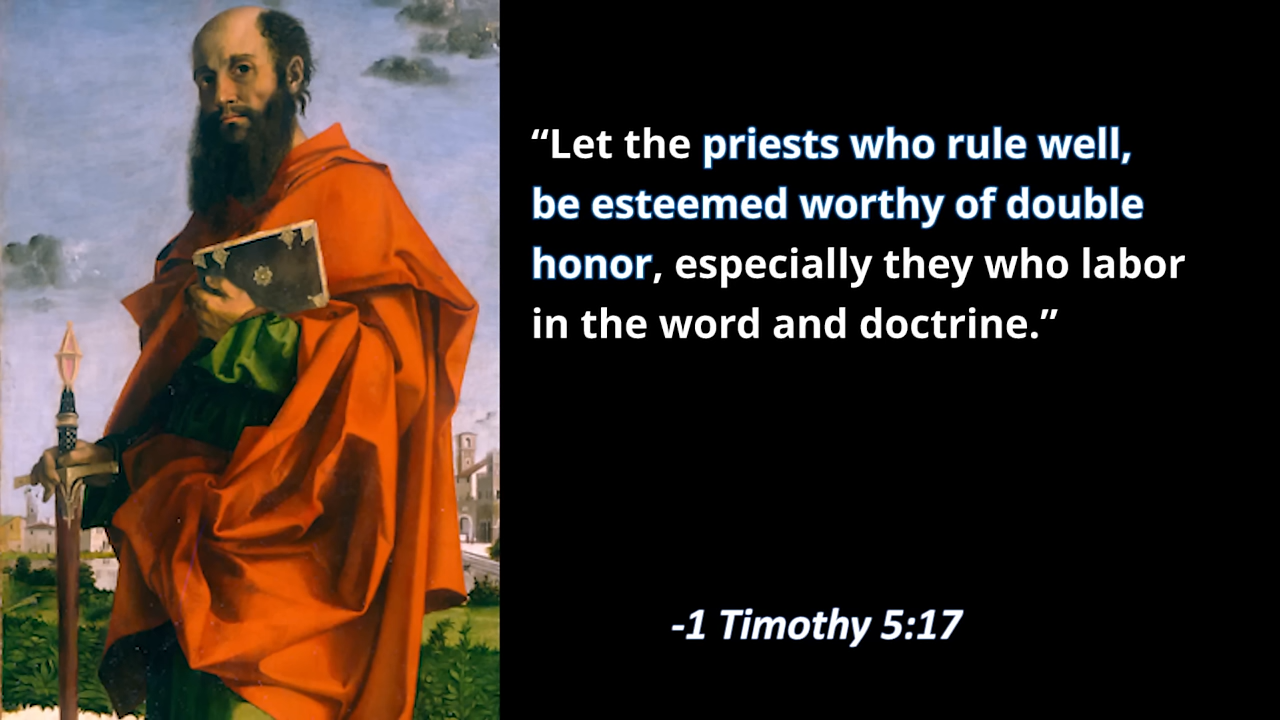 “Let the priests who rule well,
be esteemed worthy of double
honor, especially they who labor
in the word and doctrine.”
-1 Timothy 5:17